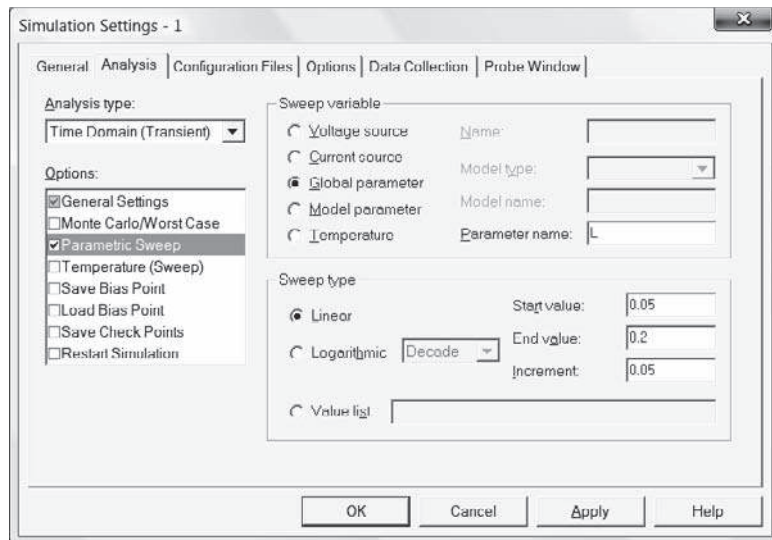 Simulation Settings - 1
General Analysis Configuration Files Options Data Collection Probe Window
Analysis type:
Time Domain (Transient)
Options:
General Settings
Monte Carlo/Worst Case
Parametric Sweep
Temperature (Sweep)
Save Bias Point
Load Bias Point
Save Check Points
Restart Simulation
Sweep variable
Voltage source
Current source
Global parameter
Model parameter
Temperature
Name:
Model type:
Model name:
Parameter name: L
Sweep type
Linear
Logarithmic Decade
Value list
Start value: 0.05
End value: 0.2
Increment: 0.05
OK Cancel Apply Help